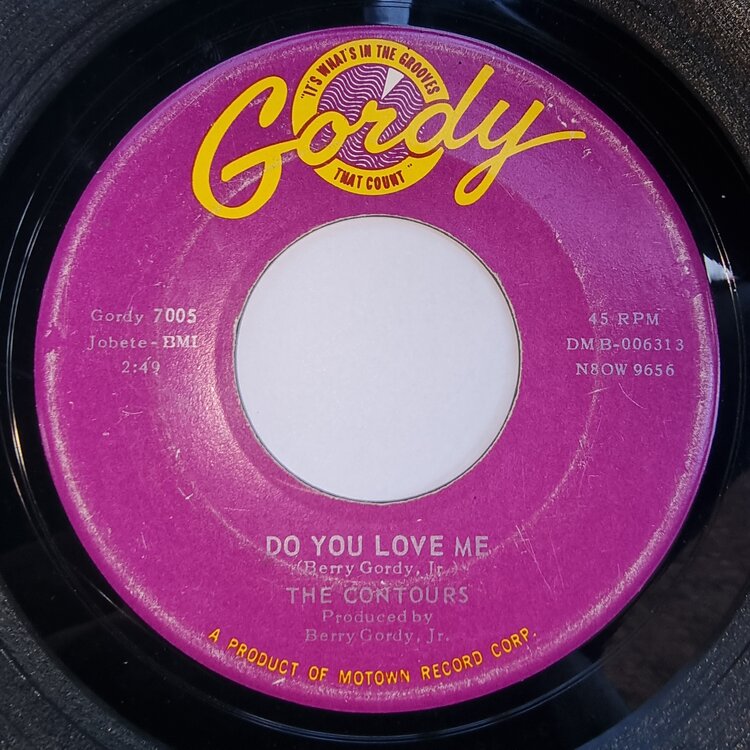 "IT'S WHAT'S IN THE GROOVES
Gordy
THAT COUNT"
Gordy 7005
Jobete - BMI
2:49
45 RPM
DMB-006313
N8OW 9656
DO YOU LOVE ME
(Berry Gordy, Jr.)
THE CONTOURS
Produced by
Berry Gordy, Jr.
A PRODUCT OF MOTOWN RECORD CORP.